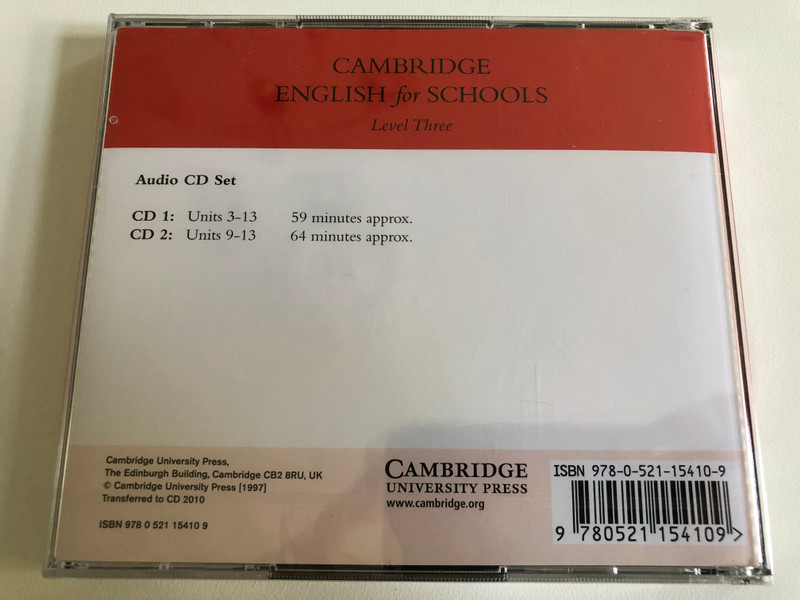 CAMBRIDGE
ENGLISH for SCHOOLS
Level Three
Audio CD Set
CD 1: Units 3-13 59 minutes approx.
CD 2: Units 9-13 64 minutes approx.
Cambridge University Press,
The Edinburgh Building, Cambridge CB2 8RU, UK
© Cambridge University Press [1997]
Transferred to CD 2010
ISBN 978 0 521 15410 9
CAMBRIDGE
UNIVERSITY PRESS
www.cambridge.org
ISBN 978-0-521-15410-9
9 780521 154109 >